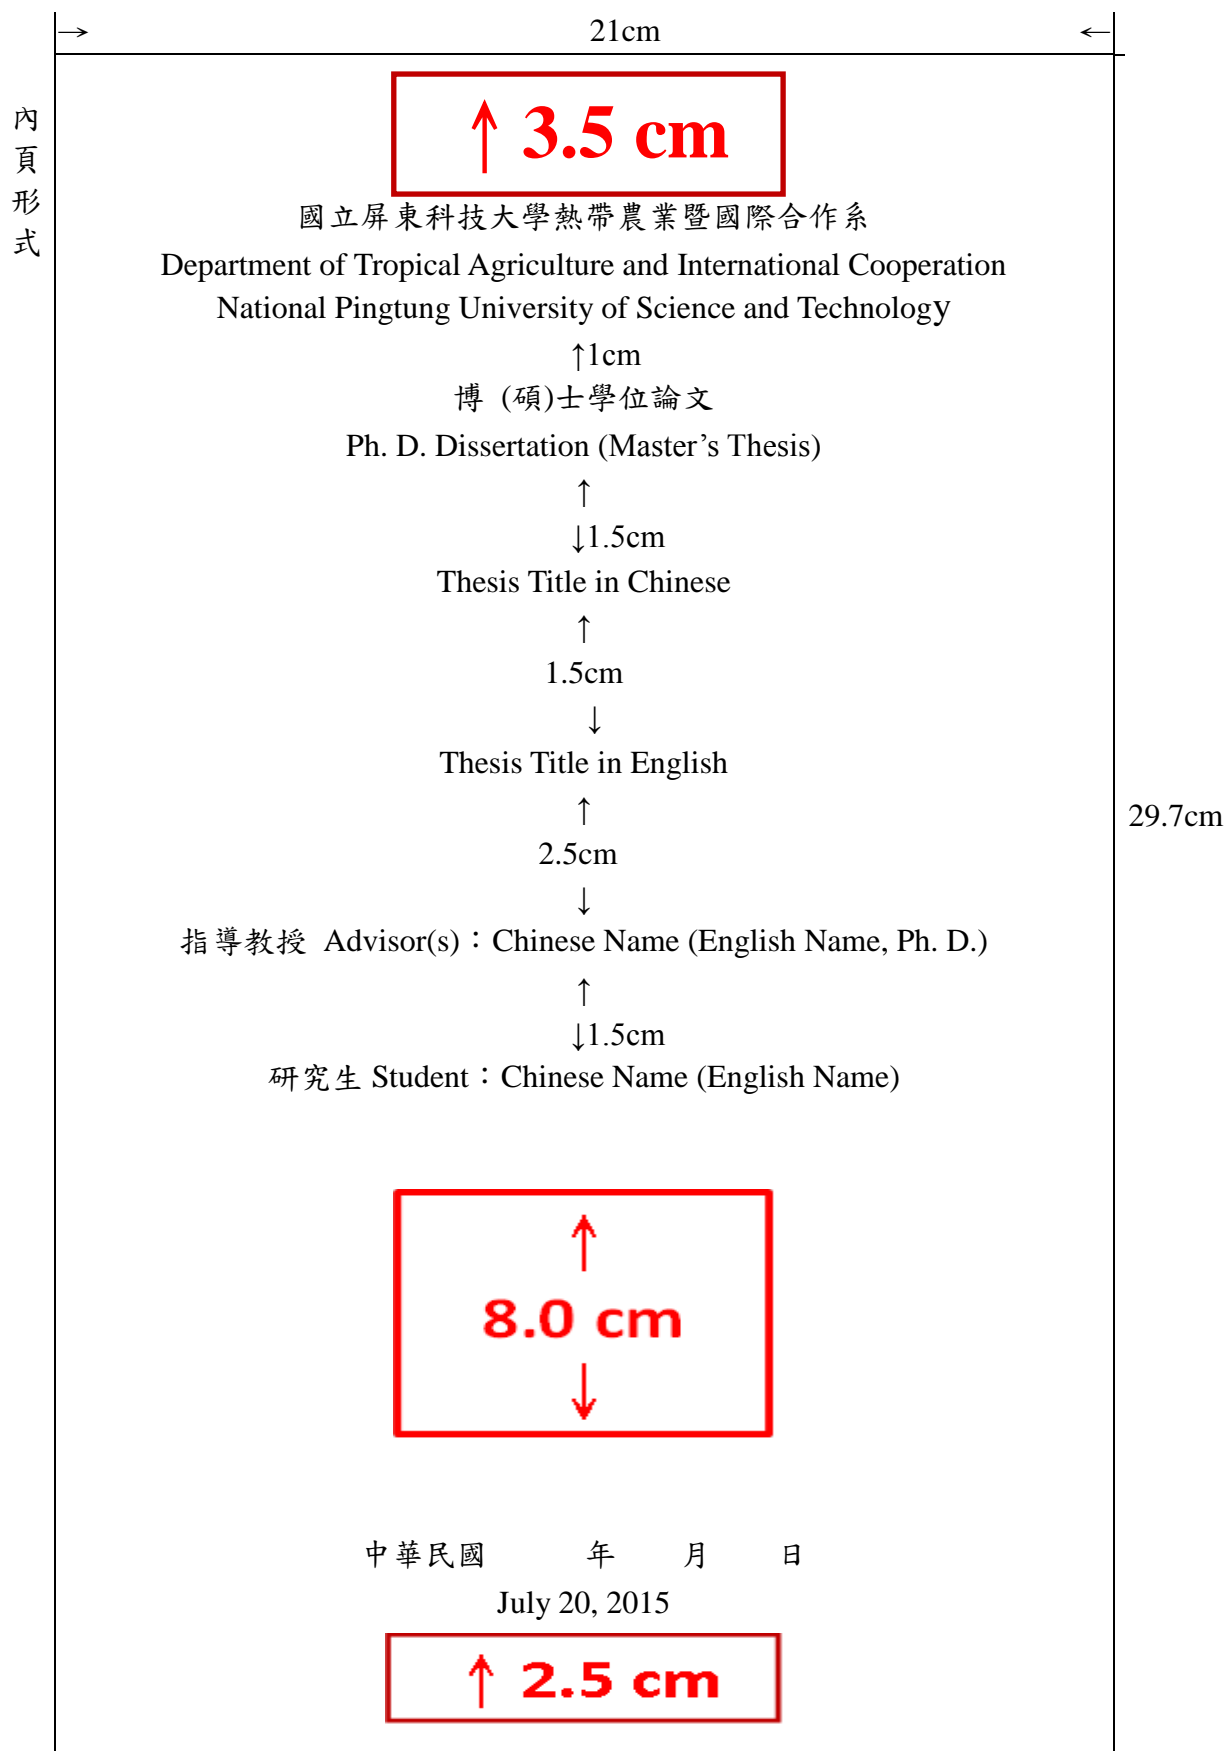 → 21cm ←
內頁形式
↑ 3.5 cm
國立屏東科技大學熱帶農業暨國際合作系
Department of Tropical Agriculture and International Cooperation
National Pingtung University of Science and Technology
↑1cm
博 (碩)士學位論文
Ph. D. Dissertation (Master’s Thesis)
↑
↓1.5cm
Thesis Title in Chinese
↑
1.5cm
↓
Thesis Title in English
↑
29.7cm
2.5cm
↓
指導教授 Advisor(s)：Chinese Name (English Name, Ph. D.)
↑
↓1.5cm
研究生 Student：Chinese Name (English Name)
↑
8.0 cm
↓
中華民國 年 月 日
July 20, 2015
↑ 2.5 cm